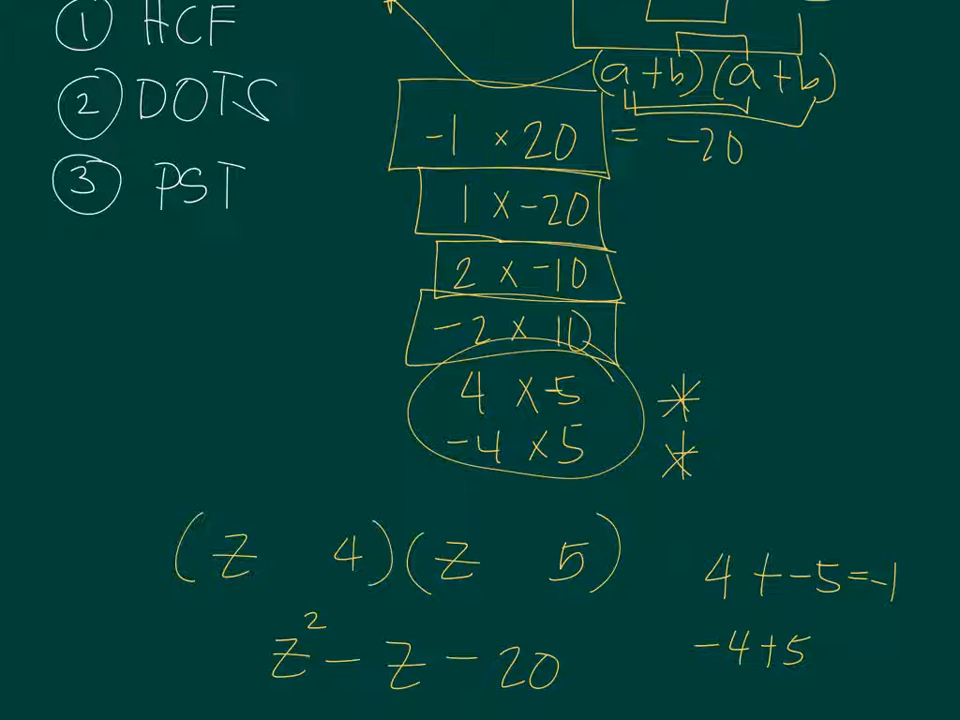 ① HCF
② DOTS
③ PST
(a+b)(a+b)
-1 × 20 = -20
1 × -20
2 × -10
-2 × 10
4 × -5 *
-4 × 5 *
(z 4)(z 5)
4 + -5 = -1
z² - z - 20
-4 + 5